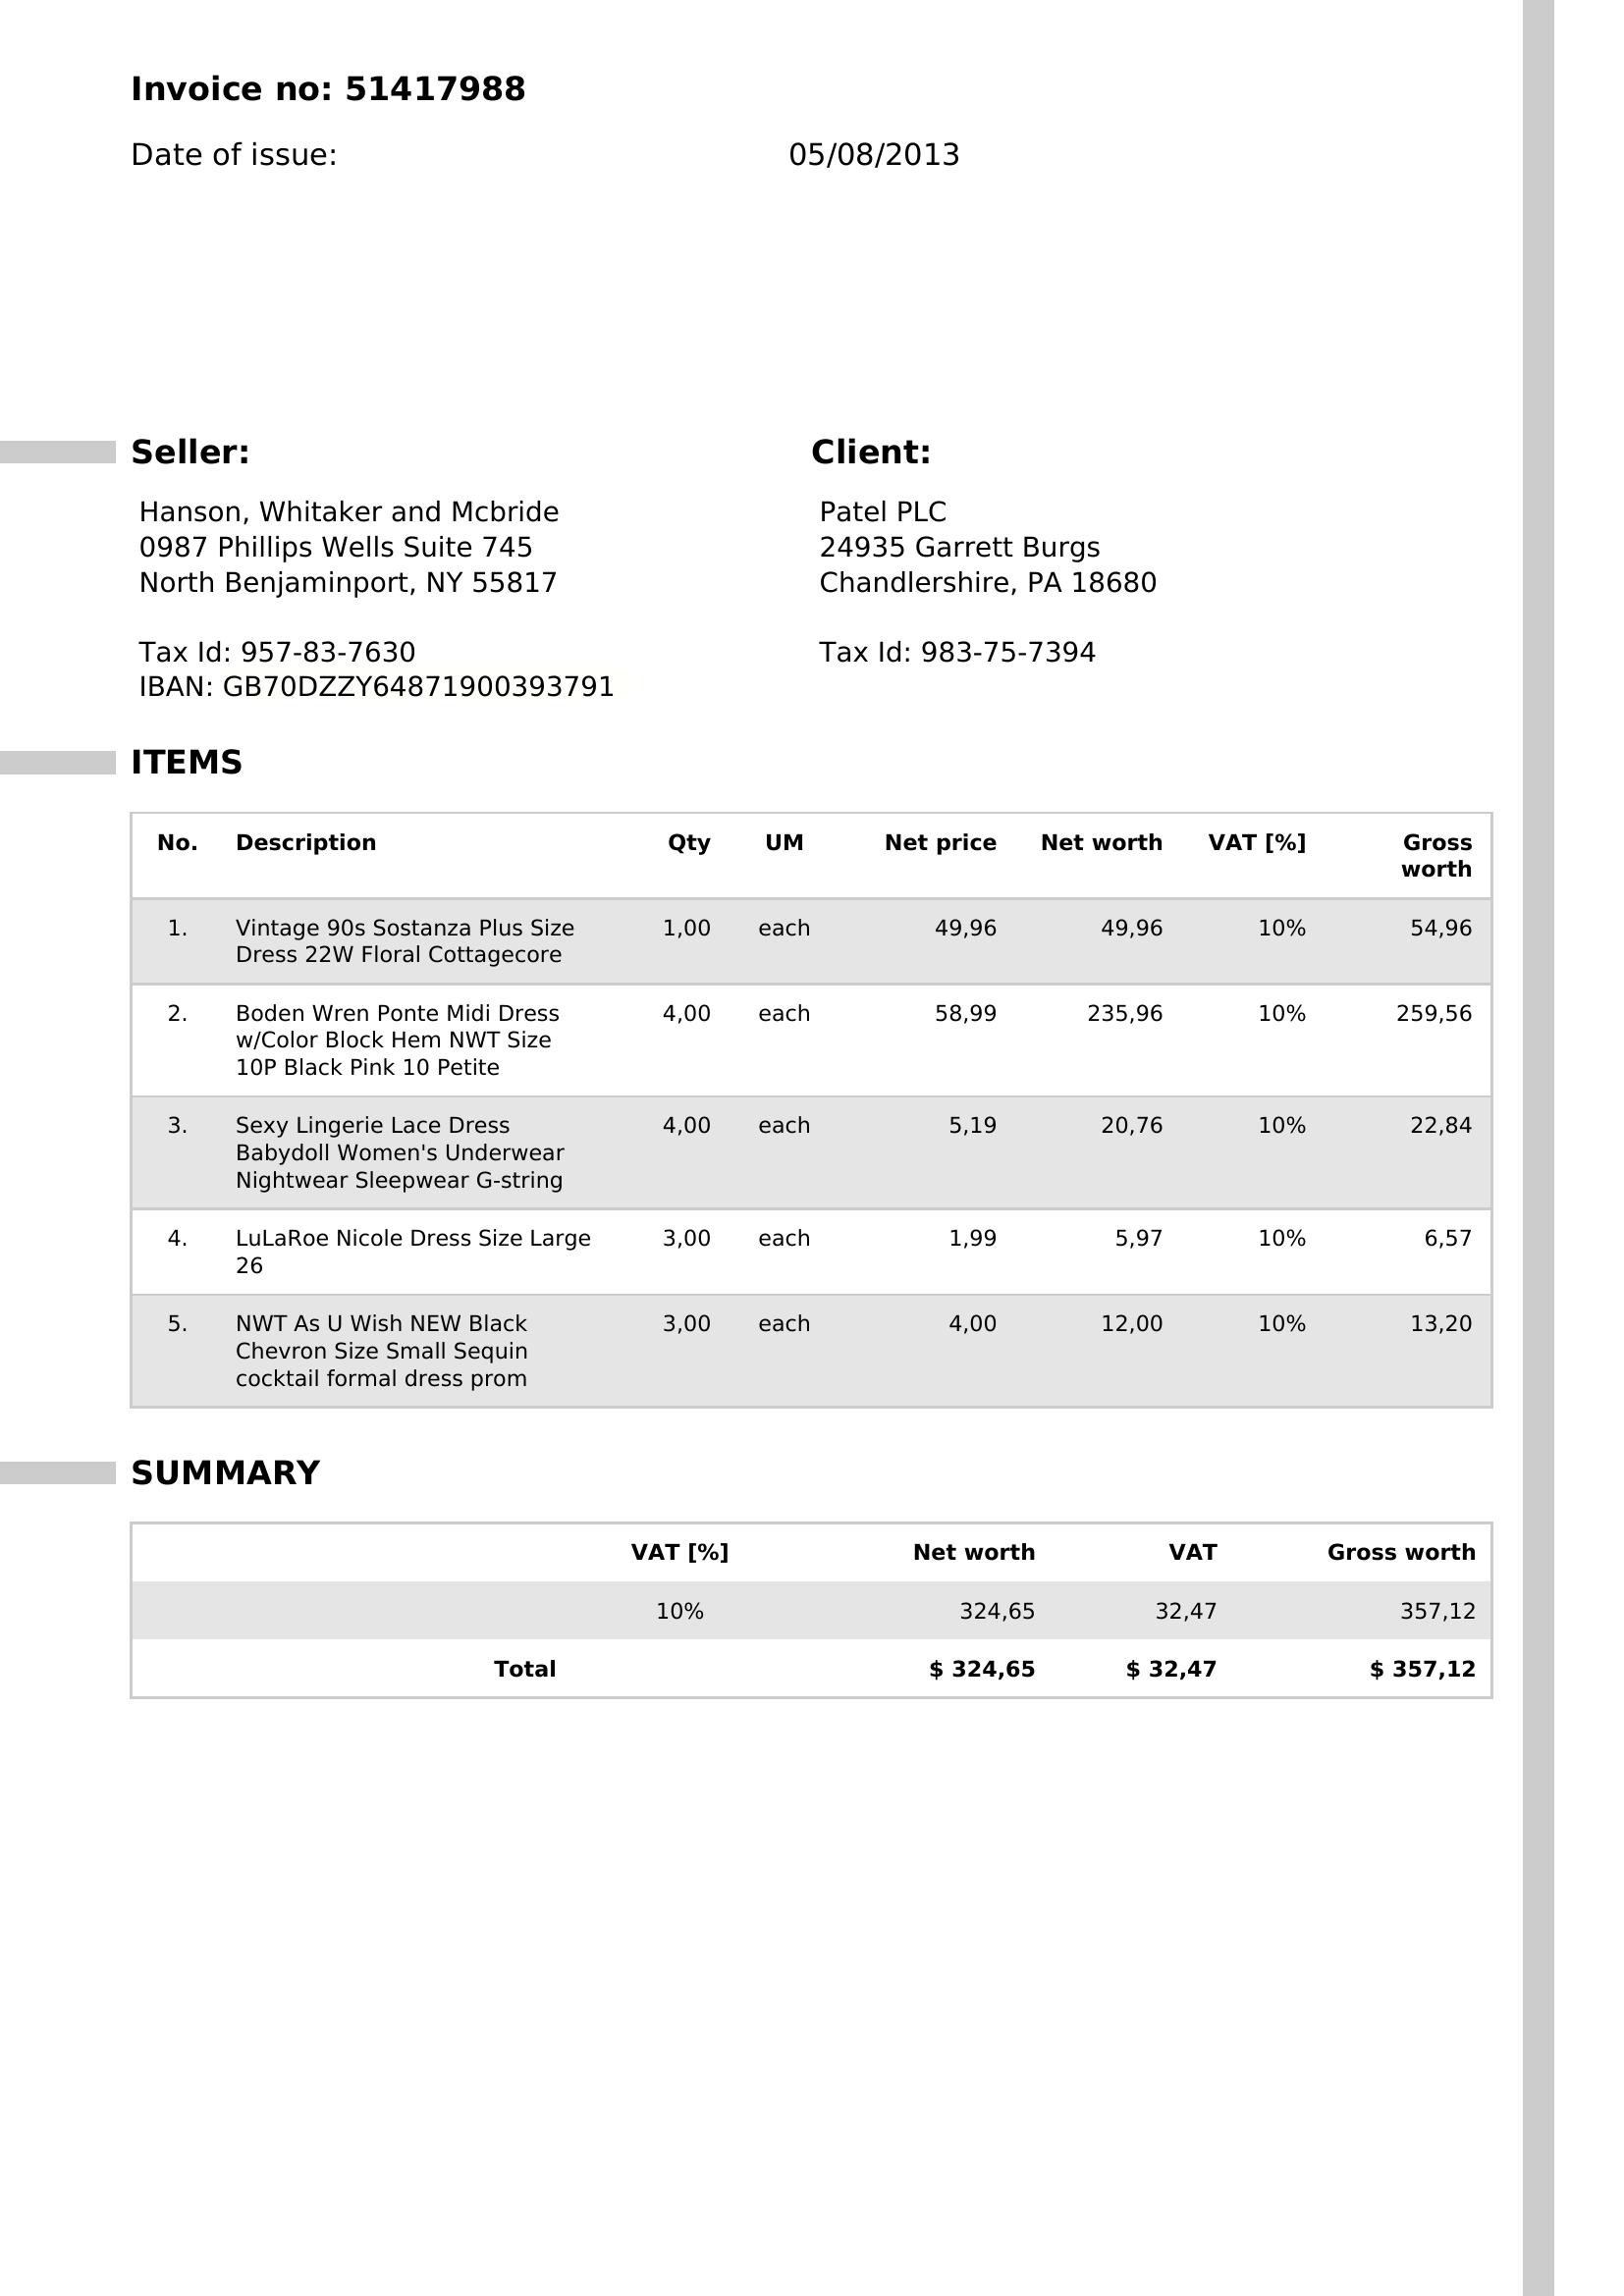 Invoice no: 51417988
Date of issue: 05/08/2013
Seller:
Hanson, Whitaker and Mcbride
0987 Phillips Wells Suite 745
North Benjaminport, NY 55817
Tax Id: 957-83-7630
IBAN: GB70DZZY64871900393791
Client:
Patel PLC
24935 Garrett Burgs
Chandlershire, PA 18680
Tax Id: 983-75-7394
ITEMS
No. Description Qty UM Net price Net worth VAT [%] Gross
worth
1. Vintage 90s Sostanza Plus Size 1,00 each 49,96 49,96 10% 54,96
Dress 22W Floral Cottagecore
2. Boden Wren Ponte Midi Dress 4,00 each 58,99 235,96 10% 259,56
w/Color Block Hem NWT Size
10P Black Pink 10 Petite
3. Sexy Lingerie Lace Dress 4,00 each 5,19 20,76 10% 22,84
Babydoll Women's Underwear
Nightwear Sleepwear G-string
4. LuLaRoe Nicole Dress Size Large 3,00 each 1,99 5,97 10% 6,57
26
5. NWT As U Wish NEW Black 3,00 each 4,00 12,00 10% 13,20
Chevron Size Small Sequin
cocktail formal dress prom
SUMMARY
VAT [%] Net worth VAT Gross worth
10% 324,65 32,47 357,12
Total $ 324,65 $ 32,47 $ 357,12